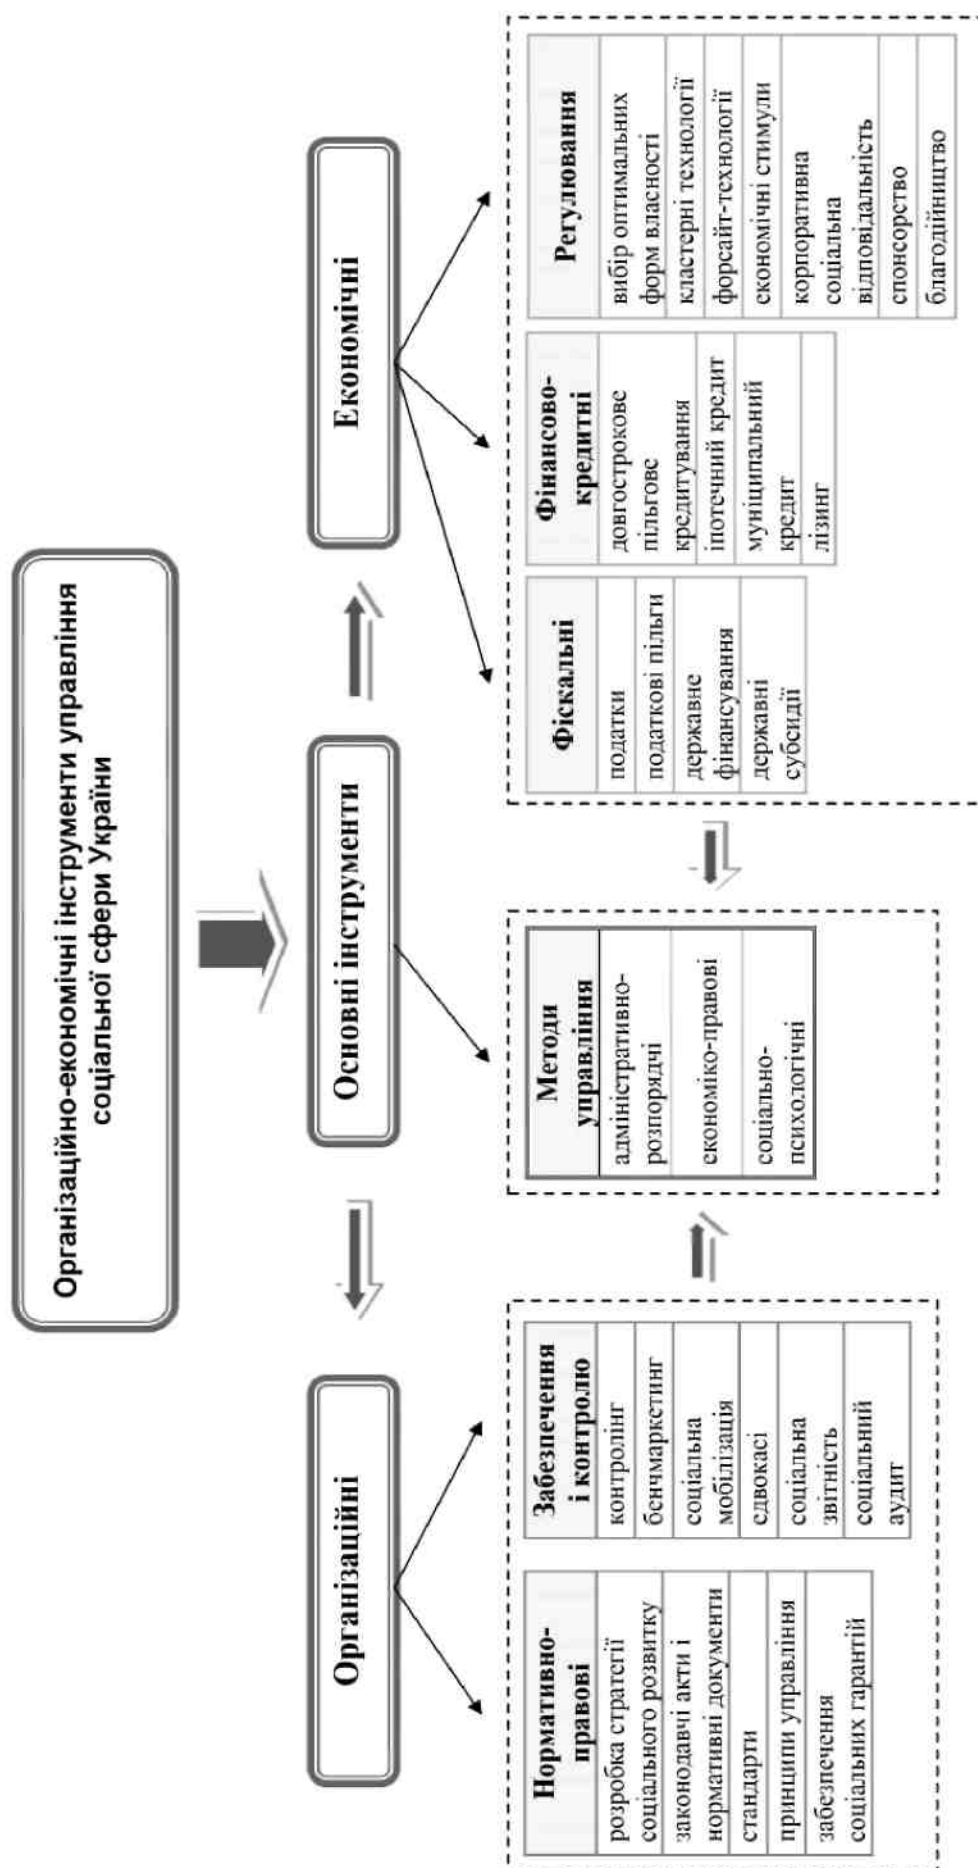 Організаційно-економічні інструменти управління
соціальної сфери України
Організаційні
Основні інструменти
Економічні
Нормативно-
правові
розробка стратегії
соціального розвитку
законодавчі акти і
нормативні документи
стандарти
принципи управління
забезпечення
соціальних гарантій
Забезпечення
і контролю
контролінг
бенчмаркетинг
соціальна
мобілізація
едвокасі
соціальна
звітність
соціальний
аудит
Методи
управління
адміністративно-
розпорядчі
економіко-правові
соціально-
психологічні
Фіскальні
податки
податкові пільги
державне
фінансування
державні
субсидії
Фінансово-
кредитні
довгострокове
пільгове
кредитування
іпотечний кредит
муніципальний
кредит
лізинг
Регулювання
вибір оптимальних
форм власності
кластерні технології
форсайт-технології
економічні стимули
корпоративна
соціальна
відповідальність
спонсорство
благодійництво